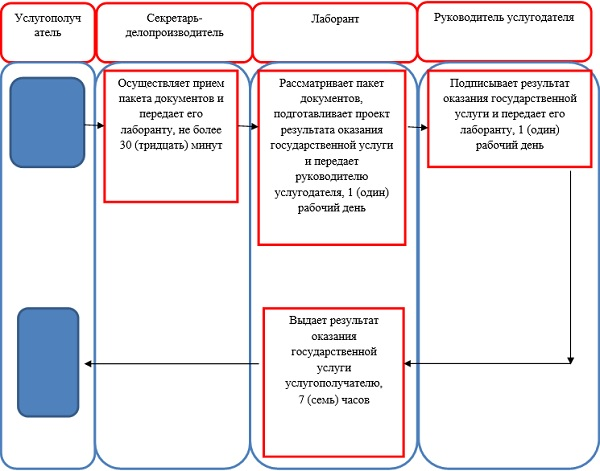 Услугополуч
атель
Секретарь-
делопроизводитель
Лаборант
Руководитель услугодателя
Осуществляет прием
пакета документов и
передает его
лаборанту, не более
30 (тридцать) минут
Рассматривает пакет
документов,
подготавливает проект
результата оказания
государственной услуги
и передает
руководителю
услугодателя, 1 (один)
рабочий день
Подписывает результат
оказания государственной
услуги и передает его
лаборанту, 1 (один)
рабочий день
Выдает результат
оказания
государственной
услуги
услугополучателю,
7 (семь) часов